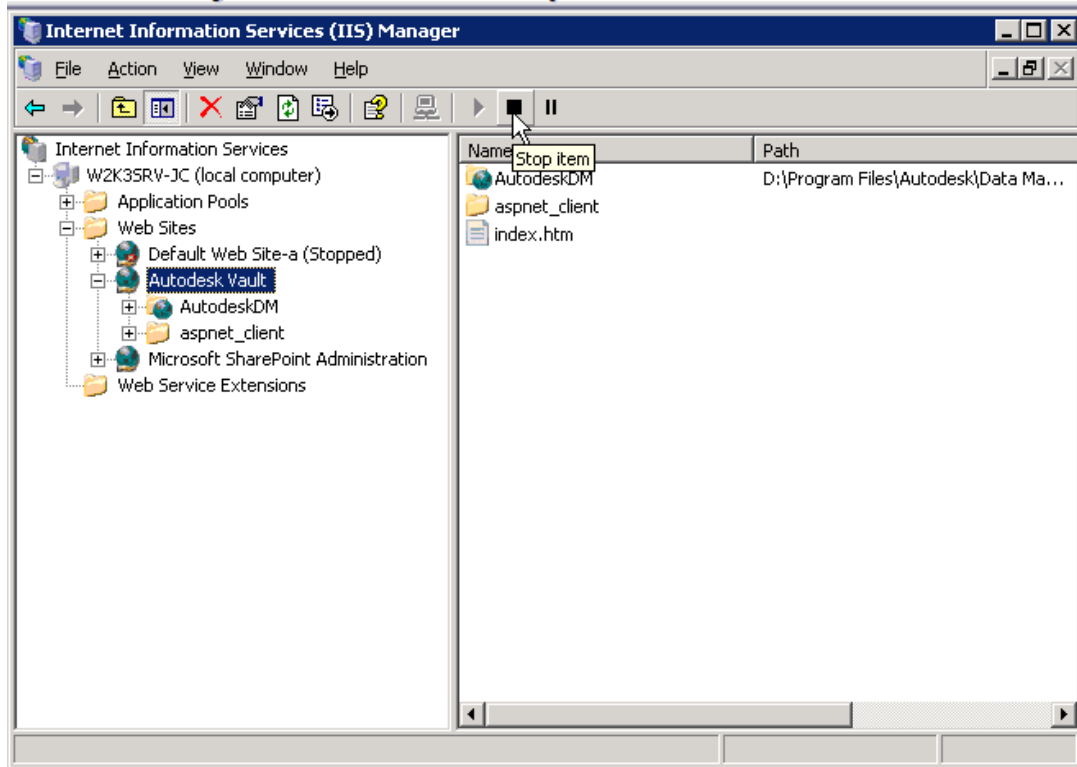 Internet Information Services (IIS) Manager
File Action View Window Help
Internet Information Services
W2K3SRV-JC (local computer)
Application Pools
Web Sites
Default Web Site-a (Stopped)
Autodesk Vault
AutodeskDM
aspnet_client
Microsoft SharePoint Administration
Web Service Extensions
Name Path
Stop item
AutodeskDM D:\Program Files\Autodesk\Data Ma...
aspnet_client
index.htm